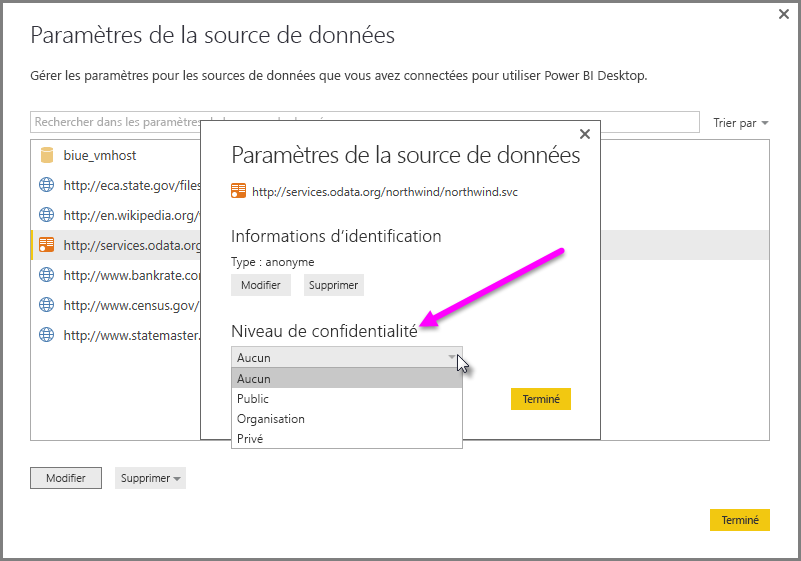 Paramètres de la source de données
Gérer les paramètres pour les sources de données que vous avez connectées pour utiliser Power BI Desktop.
Rechercher dans les paramètres
Trier par
biue_vmhost
http://eca.state.gov/files
http://en.wikipedia.org/
http://services.odata.org
http://www.bankrate.co
http://www.census.gov/
http://www.statemaster.
Paramètres de la source de données
http://services.odata.org/northwind/northwind.svc
Informations d’identification
Type : anonyme
Modifier
Supprimer
Niveau de confidentialité
Aucun
Aucun
Public
Organisation
Privé
Terminé
Modifier
Supprimer
Terminé